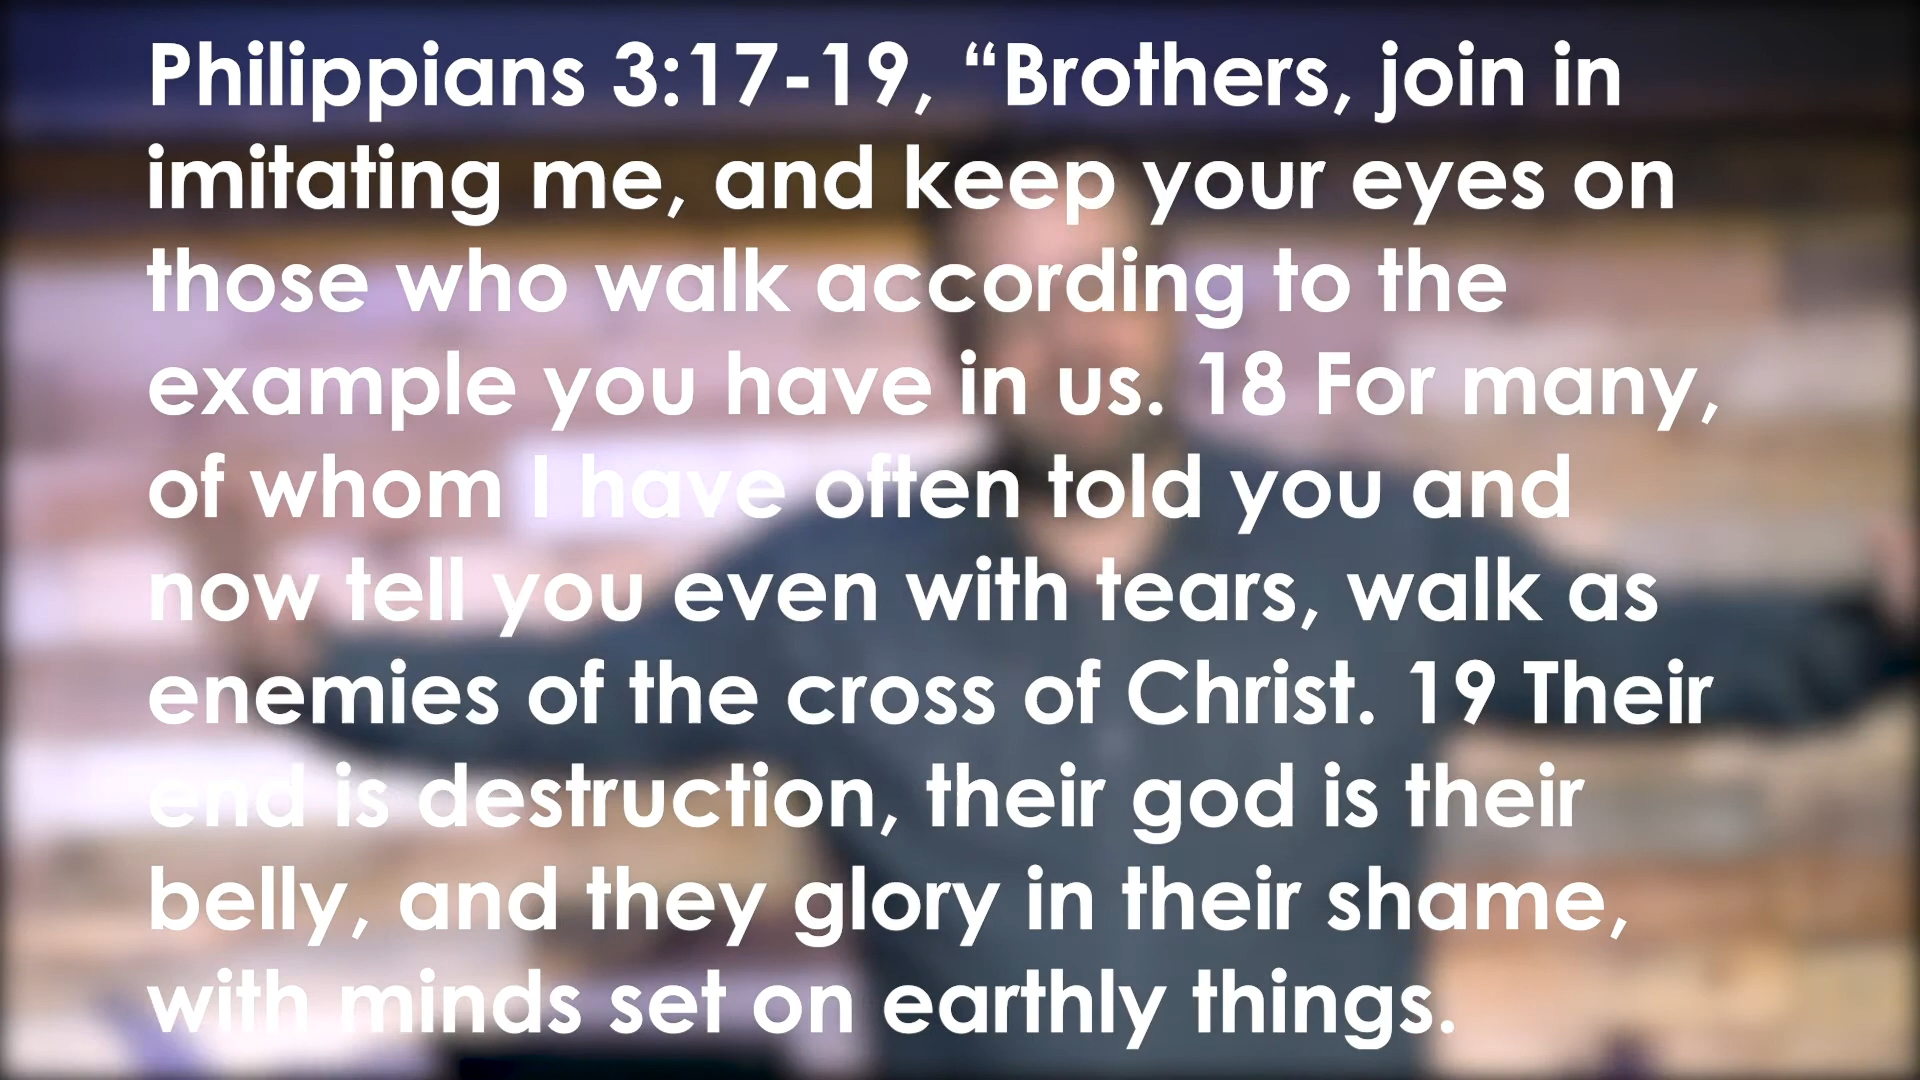 Philippians 3:17-19, “Brothers, join in
imitating me, and keep your eyes on
those who walk according to the
example you have in us. 18 For many,
of whom I have often told you and
now tell you even with tears, walk as
enemies of the cross of Christ. 19 Their
end is destruction, their god is their
belly, and they glory in their shame,
with minds set on earthly things.